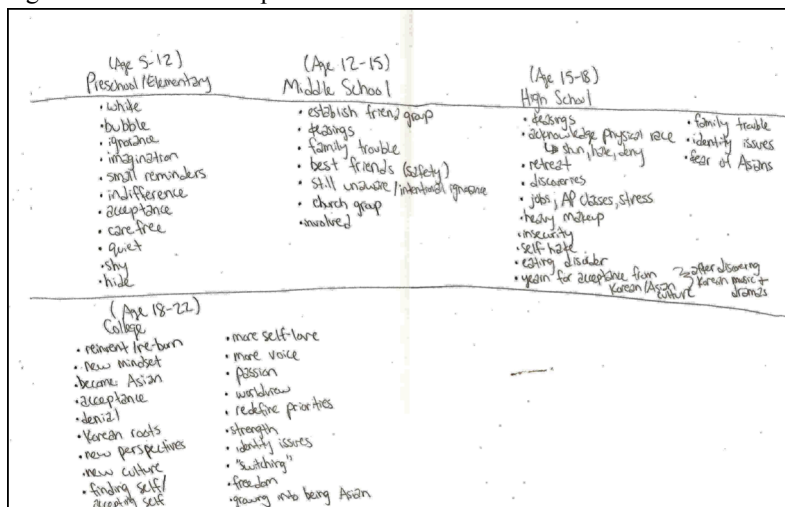 (Age 5-12)
Preschool/Elementary
• white
• bubble
• ignorance
• imagination
• small reminders
• indifference
• acceptance
• care-free
• quiet
• shy
• hide
(Age 12-15)
Middle School
• establish friend group
• teasings
• family trouble
• best friends (safety)
• still unaware/intentional ignorance
• church group
• involved
(Age 15-18)
High School
• teasings
• acknowledge physical race
↳ shun, hate, deny
• retreat
• discoveries
• jobs, AP classes, stress
• heavy makeup
• insecurity
• self hate
• eating disorder
• yearn for acceptance from
Korean/Asian
culture
after discovering
Korean music +
dramas
• family trouble
• identity issues
• fear of Asians
(Age 18-22)
College
• reinvent/re-born
• new mindset
• become Asian
• acceptance
• denial
• Korean roots
• new perspectives
• new culture
• finding self/
accepting self
• more self-love
• more voice
• passion
• worldview
• redefine priorities
• strength
• identity issues
• "switching"
• freedom
• growing into being Asian